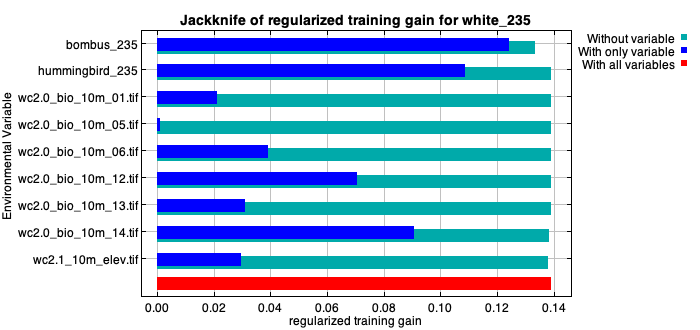 Jackknife of regularized training gain for white_235
Without variable
With only variable
With all variables
Environmental Variable
bombus_235
hummingbird_235
wc2.0_bio_10m_01.tif
wc2.0_bio_10m_05.tif
wc2.0_bio_10m_06.tif
wc2.0_bio_10m_12.tif
wc2.0_bio_10m_13.tif
wc2.0_bio_10m_14.tif
wc2.1_10m_elev.tif
0.00 0.02 0.04 0.06 0.08 0.10 0.12 0.14
regularized training gain